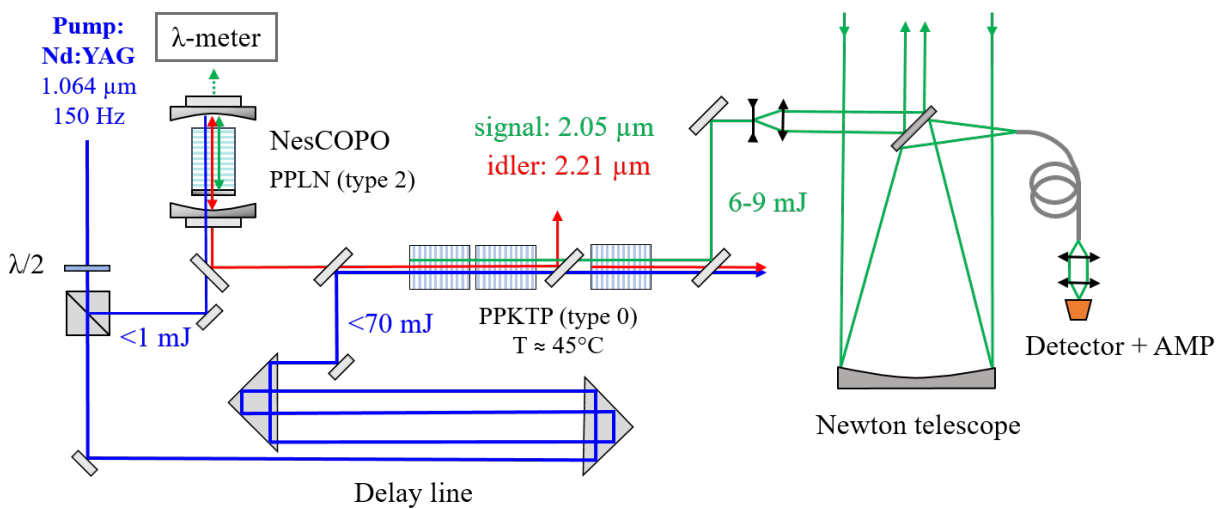 Pump:
Nd:YAG
1.064 µm
150 Hz
λ-meter
NesCOPO
PPLN (type 2)
signal: 2.05 µm
idler: 2.21 µm
6-9 mJ
λ/2
<1 mJ
<70 mJ
PPKTP (type 0)
T ≈ 45°C
Detector + AMP
Newton telescope
Delay line